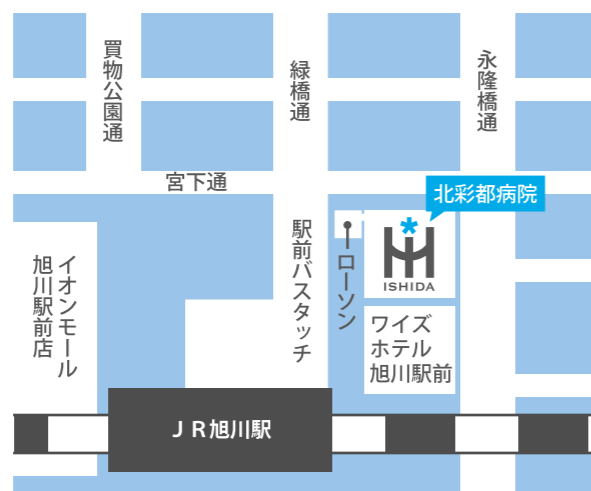 買物公園通
緑橋通
永隆橋通
宮下通
北彩都病院
ISHIDA
駅前バスタッチ
ローソン
イオンモール
旭川駅前店
ワイズ
ホテル
旭川駅前
ＪＲ旭川駅